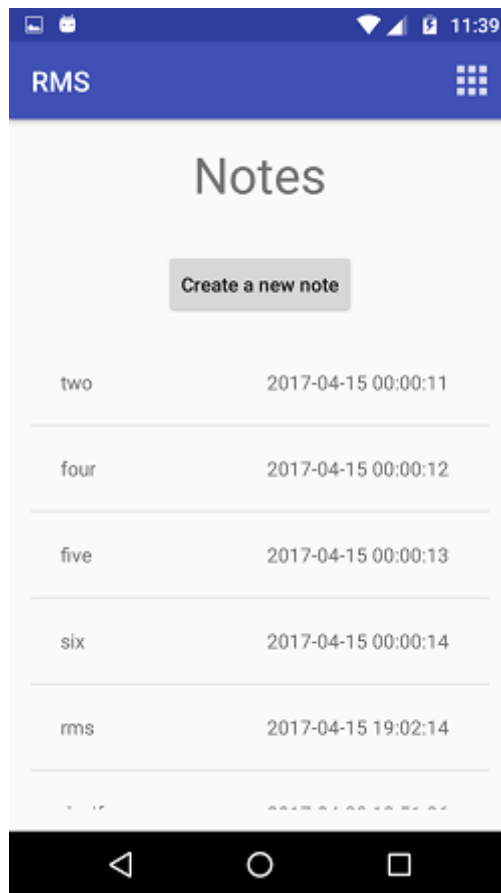 11:39
RMS
Notes
Create a new note
two 2017-04-15 00:00:11
four 2017-04-15 00:00:12
five 2017-04-15 00:00:13
six 2017-04-15 00:00:14
rms 2017-04-15 19:02:14